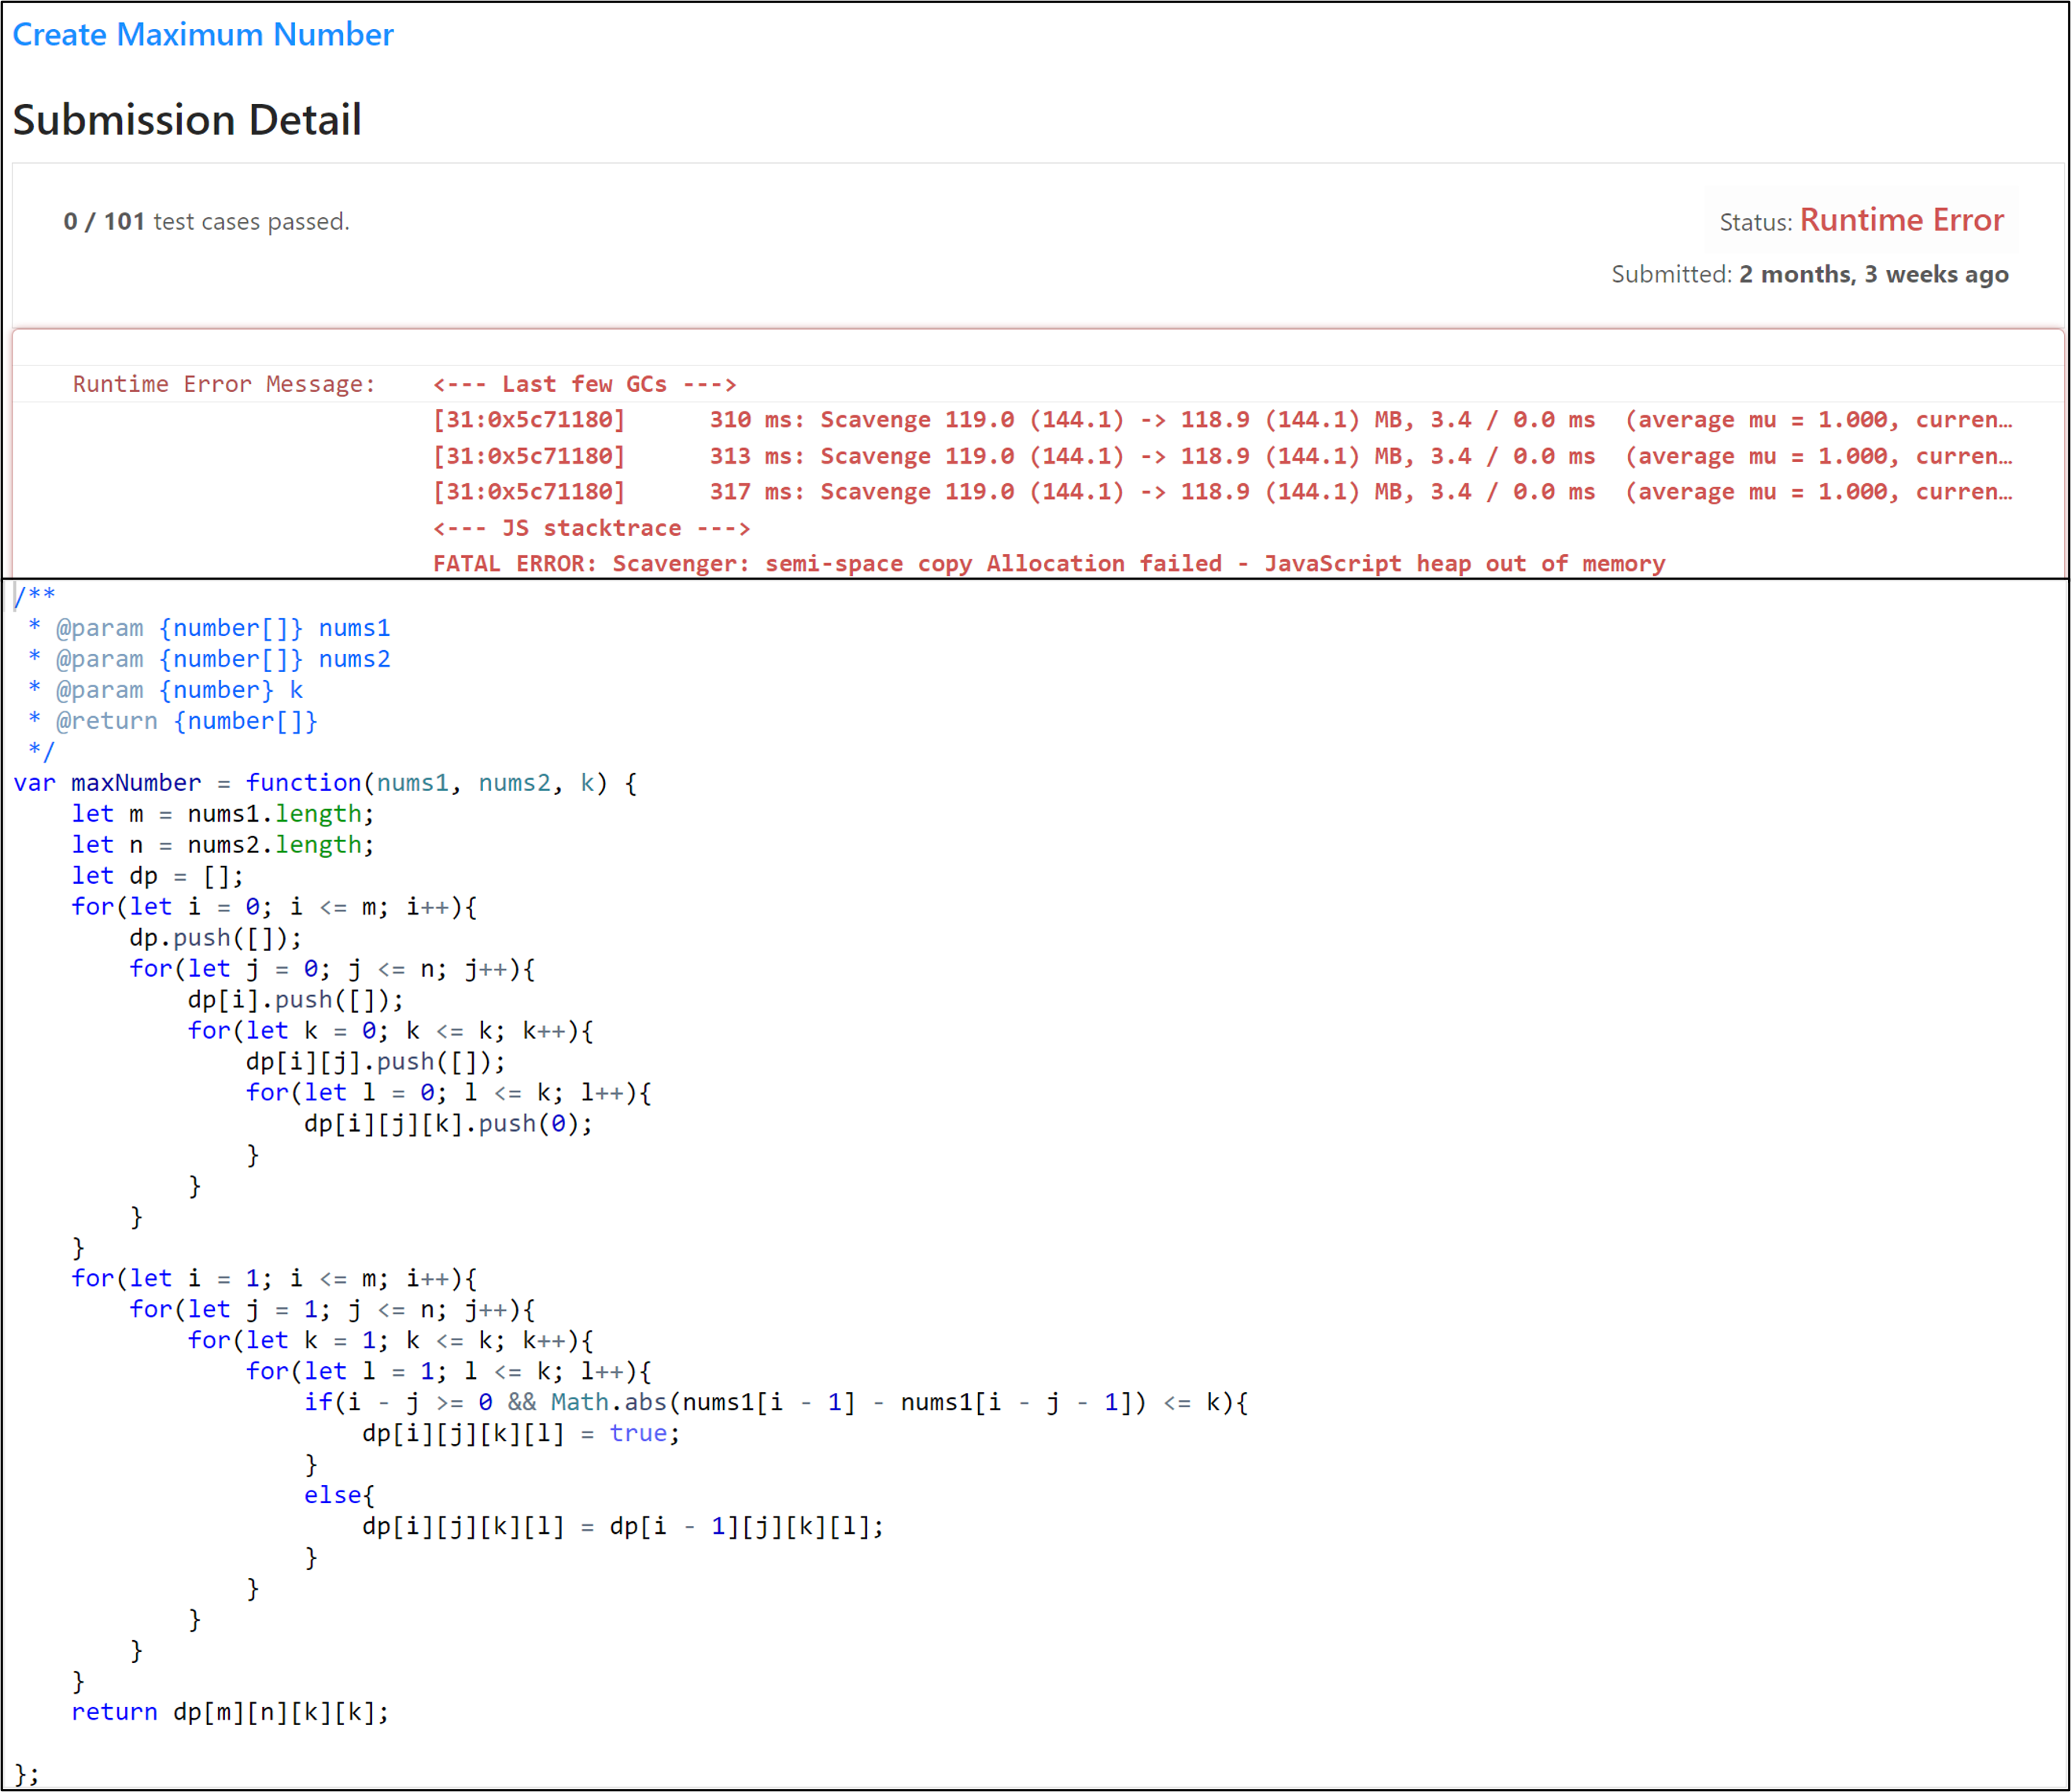 Create Maximum Number
Submission Detail
0 / 101 test cases passed.
Status: Runtime Error
Submitted: 2 months, 3 weeks ago
Runtime Error Message: <--- Last few GCs --->
[31:0x5c71180]      310 ms: Scavenge 119.0 (144.1) -> 118.9 (144.1) MB, 3.4 / 0.0 ms  (average mu = 1.000, curren…
[31:0x5c71180]      313 ms: Scavenge 119.0 (144.1) -> 118.9 (144.1) MB, 3.4 / 0.0 ms  (average mu = 1.000, curren…
[31:0x5c71180]      317 ms: Scavenge 119.0 (144.1) -> 118.9 (144.1) MB, 3.4 / 0.0 ms  (average mu = 1.000, curren…
<--- JS stacktrace --->
FATAL ERROR: Scavenger: semi-space copy Allocation failed - JavaScript heap out of memory
/**
 * @param {number[]} nums1
 * @param {number[]} nums2
 * @param {number} k
 * @return {number[]}
 */
var maxNumber = function(nums1, nums2, k) {
    let m = nums1.length;
    let n = nums2.length;
    let dp = [];
    for(let i = 0; i <= m; i++){
        dp.push([]);
        for(let j = 0; j <= n; j++){
            dp[i].push([]);
            for(let k = 0; k <= k; k++){
                dp[i][j].push([]);
                for(let l = 0; l <= k; l++){
                    dp[i][j][k].push(0);
                }
            }
        }
    }
    for(let i = 1; i <= m; i++){
        for(let j = 1; j <= n; j++){
            for(let k = 1; k <= k; k++){
                for(let l = 1; l <= k; l++){
                    if(i - j >= 0 && Math.abs(nums1[i - 1] - nums1[i - j - 1]) <= k){
                        dp[i][j][k][l] = true;
                    }
                    else{
                        dp[i][j][k][l] = dp[i - 1][j][k][l];
                    }
                }
            }
        }
    }
    return dp[m][n][k][k];
};